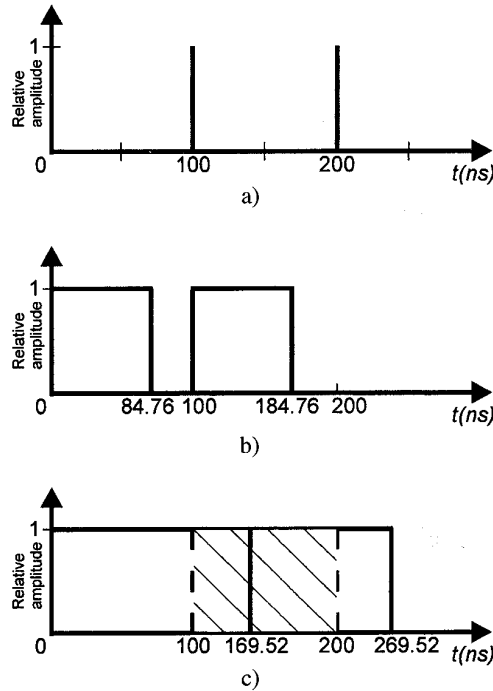 Relative
amplitude
1
0
100
200
t(ns)
a)
Relative
amplitude
1
0
84.76
100
184.76
200
t(ns)
b)
Relative
amplitude
1
0
100
169.52
200
269.52
t(ns)
c)